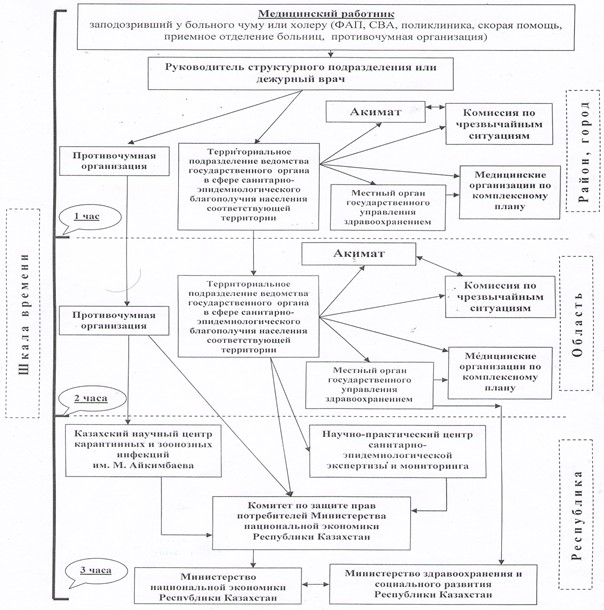 Медицинский работник
заподозривший у больного чуму или холеру (ФАП, СВА, поликлиника, скорая помощь,
приемное отделение больниц, противочумная организация)
Руководитель структурного подразделения или
дежурный врач
Акимат
Комиссия по
чрезвычайным
ситуациям
Противочумная
организация
Территориальное
подразделение ведомства
государственного органа
в сфере санитарно-
эпидемиологического
благополучия населения
соответствующей
территории
Медицинские
организации по
комплексному
плану
Местный орган
государственного
управления
здравоохранением
Район, город
1 час
Шкала времени
Акимат
Территориальное
подразделение ведомства
государственного органа
в сфере санитарно-
эпидемиологического
благополучия населения
соответствующей
территории
Комиссия по
чрезвычайным
ситуациям
Противочумная
организация
Медицинские
организации по
комплексному
плану
Местный орган
государственного
управления
здравоохранением
Область
2 часа
Казахский научный центр
карантинных и зоонозных
инфекций
им. М. Айкимбаева
Научно-практический центр
санитарно-
эпидемиологической
экспертизы и мониторинга
Комитет по защите прав
потребителей Министерства
национальной экономики
Республики Казахстан
Республика
3 часа
Министерство
национальной экономики
Республики Казахстан
Министерство здравоохранения и
социального развития
Республики Казахстан